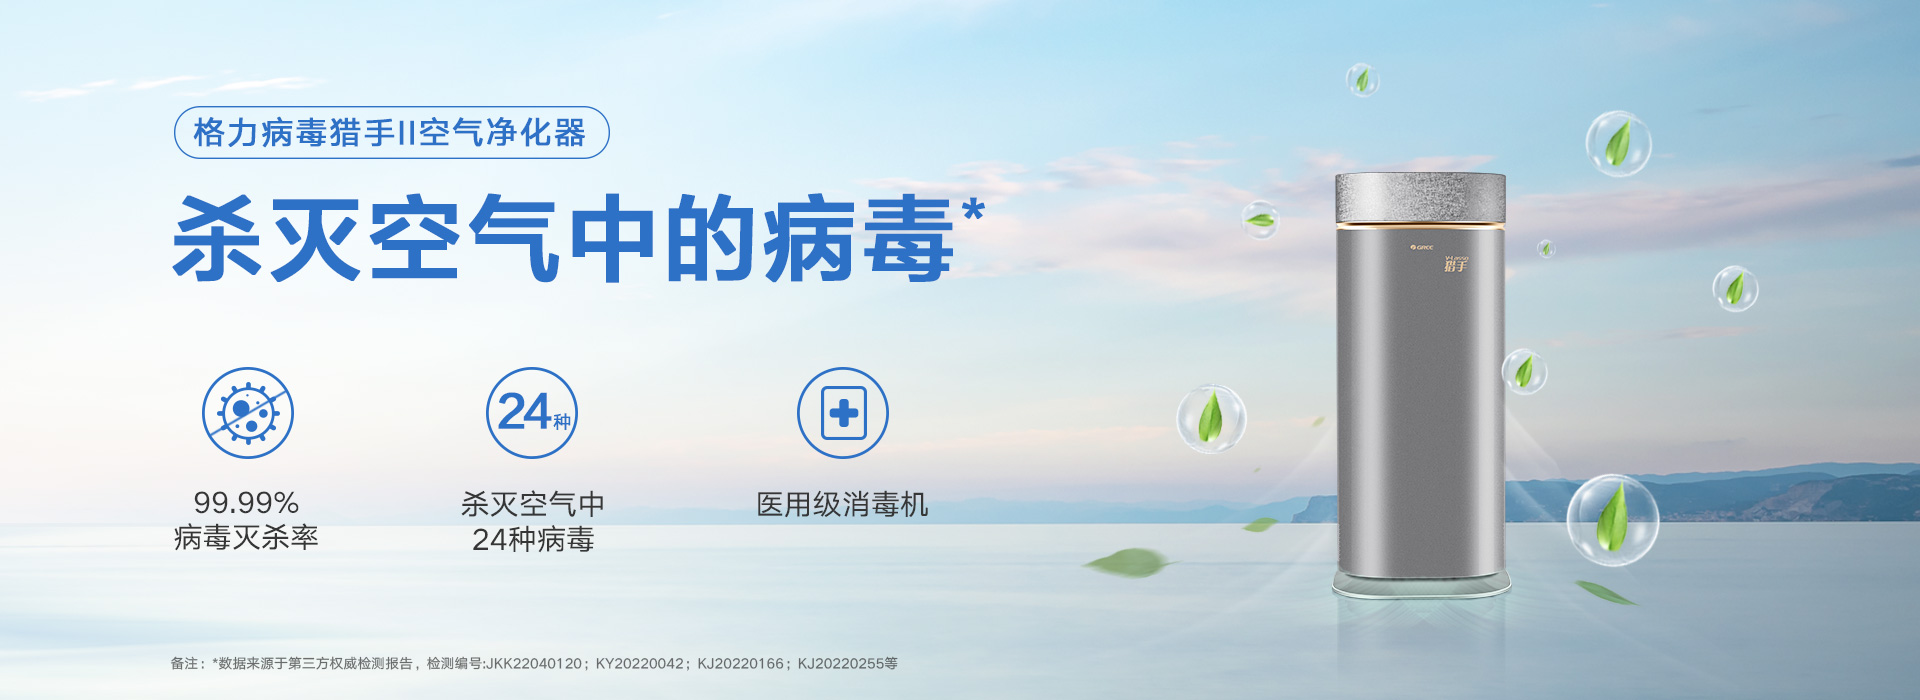 格力病毒猎手II空气净化器
杀灭空气中的病毒*
24种
99.99%
病毒灭杀率
杀灭空气中
24种病毒
医用级消毒机
GREE
猎手
备注：*数据来源于第三方权威检测报告，检测编号:JKK22040120；KY20220042；KJ20220166；KJ20220255等